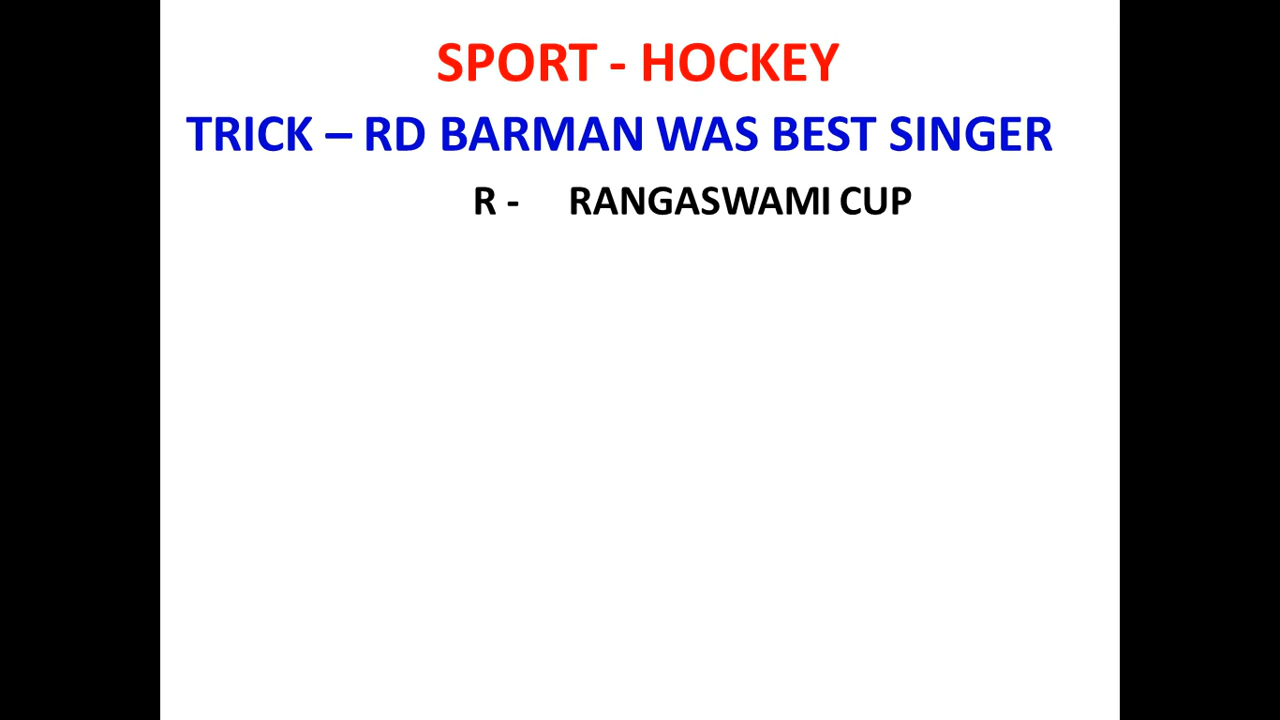 SPORT - HOCKEY
TRICK – RD BARMAN WAS BEST SINGER
R - RANGASWAMI CUP